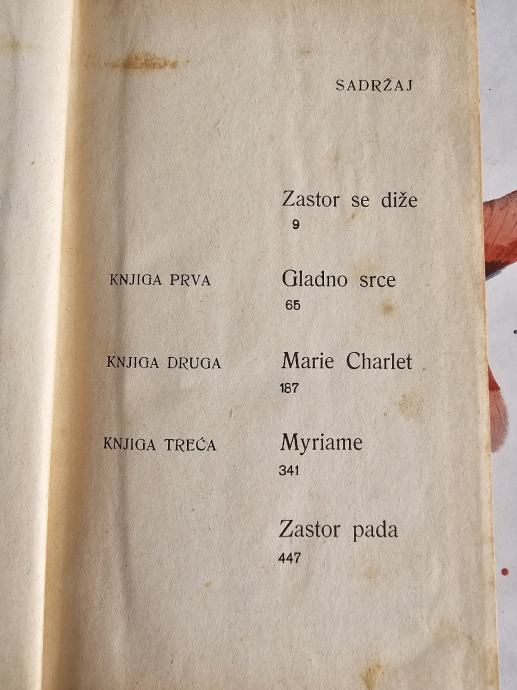 SADRŽAJ
Zastor se diže
9
KNJIGA PRVA Gladno srce
65
KNJIGA DRUGA Marie Charlet
187
KNJIGA TREĆA Myriame
341
Zastor pada
447